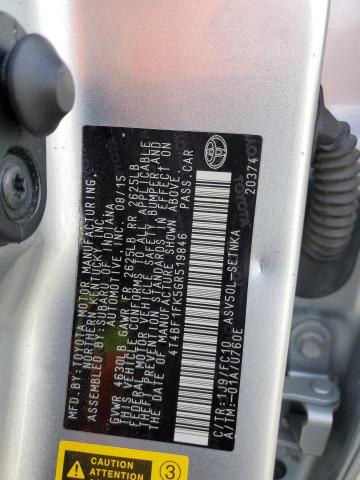 MFD.BY:TOYOTA MOTOR MANUFACTURING,
NORTHERN KENTUCKY, INC.
ASSEMBLED BY:SUBARU OF INDIANA
AUTOMOTIVE, INC. 08/15
GVWR 4630LB GAWR FR 2625LB RR 2625LB
THIS VEHICLE CONFORMS TO ALL APPLICABLE
FEDERAL MOTOR VEHICLE SAFETY, BUMPER, AND
THEFT PREVENTION STANDARDS IN EFFECT ON
THE DATE OF MANUFACTURE SHOWN ABOVE.
4T4BF1FK5GR519846 PASS.CAR
C/TR:1J9/FC10 ASV50L-SETNKA
A/TM:-01A/U760E 20374
TOYOTA
CAUTION
ATTENTION
3